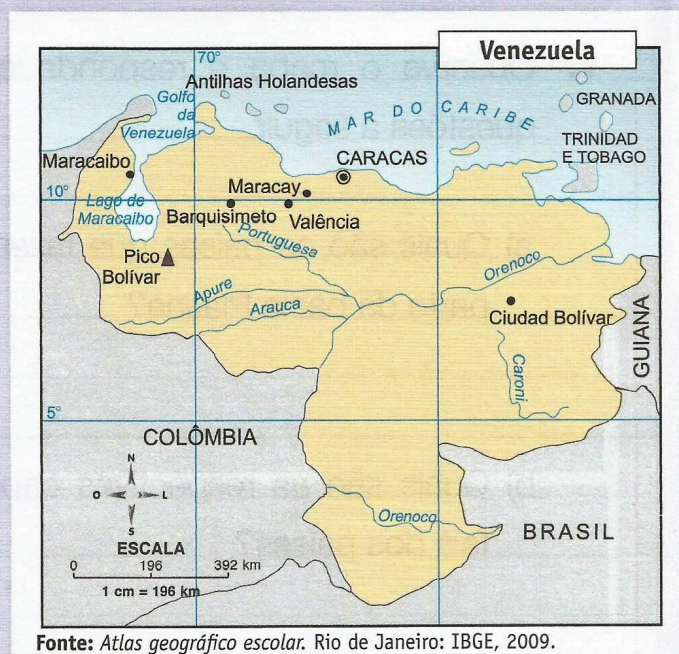 Venezuela
70°
Antilhas Holandesas
Golfo
da
Venezuela
MAR DO CARIBE
GRANADA
TRINIDAD
E TOBAGO
Maracaibo
CARACAS
10°
Lago de
Maracaibo
Maracay
Barquisimeto
Valência
Portuguesa
Pico
Bolívar
Orenoco
Apure
Arauca
Ciudad Bolívar
GUIANA
Caroni
5°
COLÔMBIA
N
O
L
S
Orenoco
BRASIL
ESCALA
0 196 392 km
1 cm = 196 km
Fonte: Atlas geográfico escolar. Rio de Janeiro: IBGE, 2009.